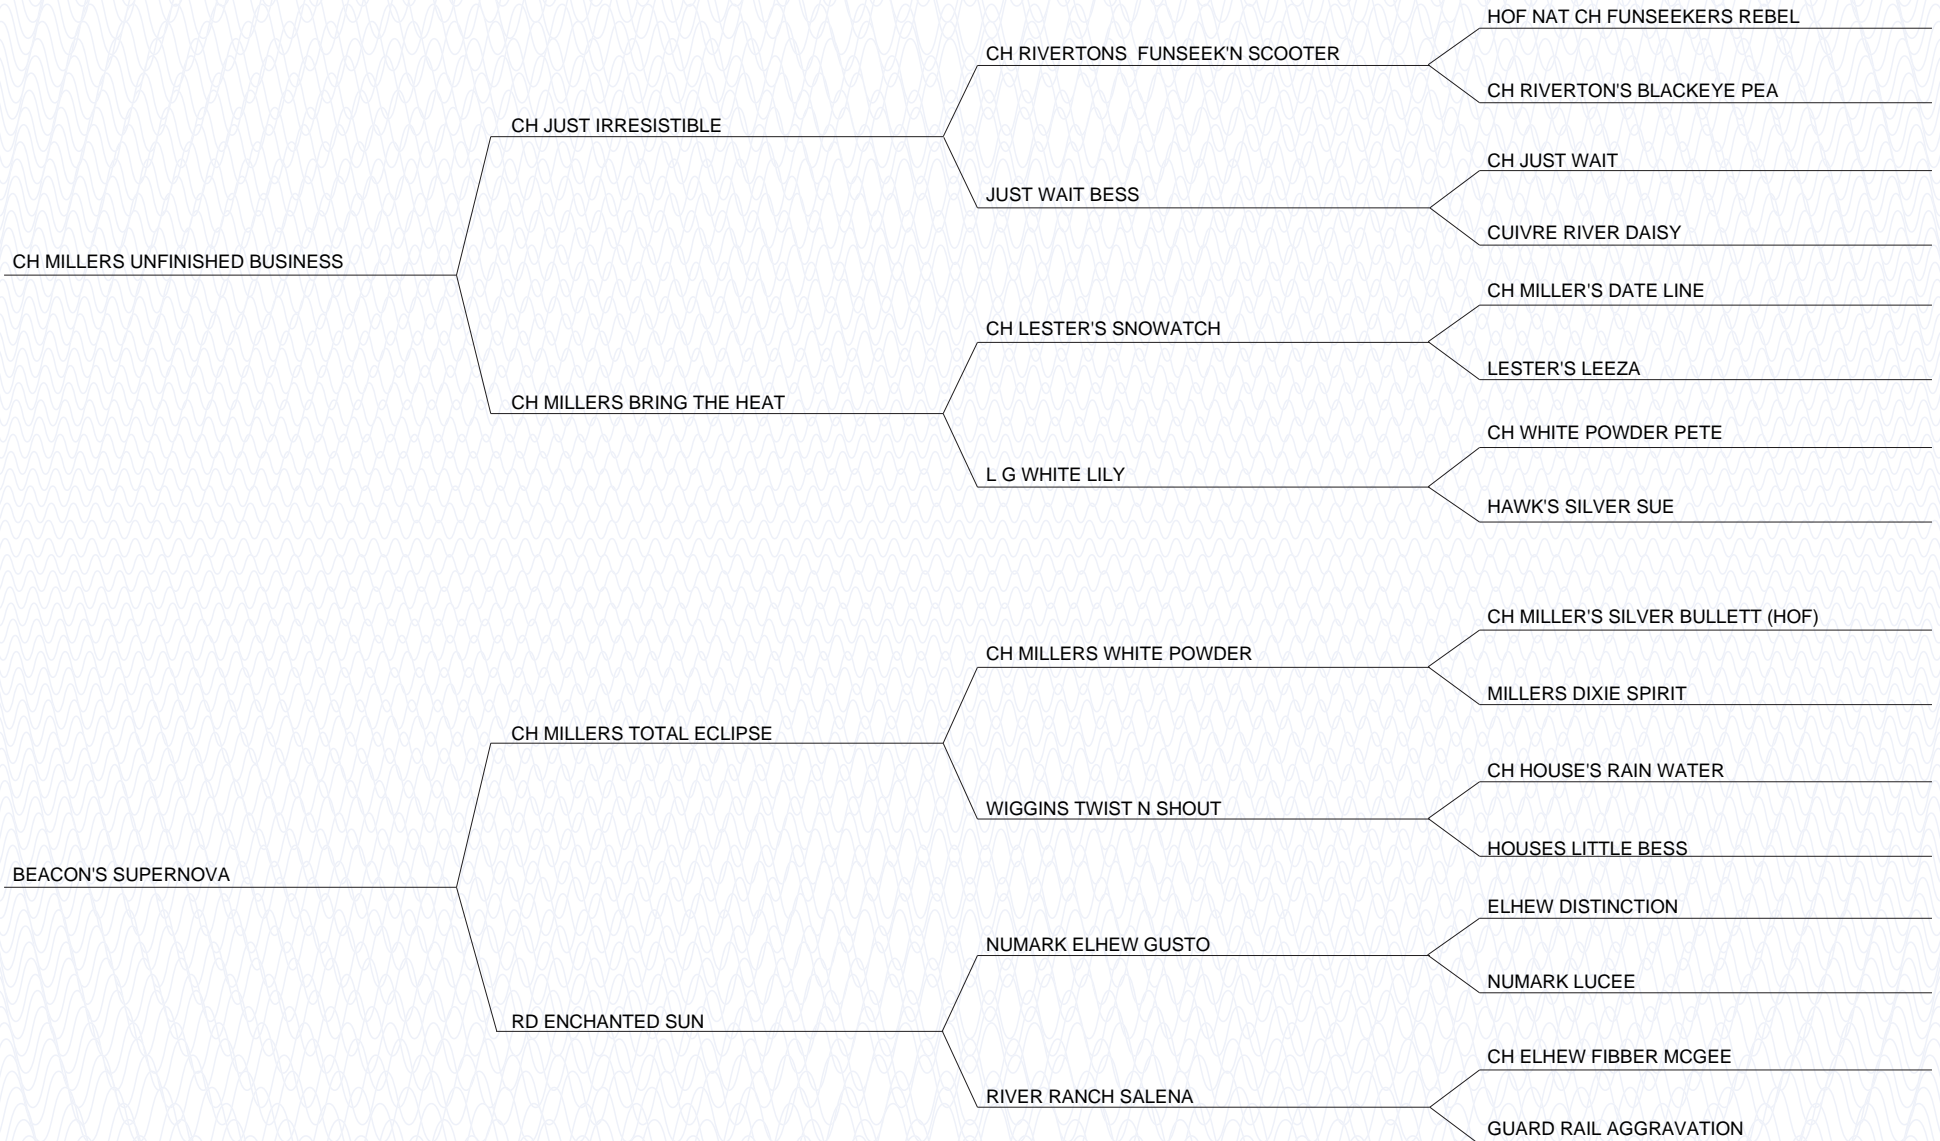 HOF NAT CH FUNSEEKERS REBEL
CH RIVERTONS  FUNSEEK'N SCOOTER
CH RIVERTON'S BLACKEYE PEA
CH JUST IRRESISTIBLE
CH JUST WAIT
JUST WAIT BESS
CUIVRE RIVER DAISY
CH MILLERS UNFINISHED BUSINESS
CH MILLER'S DATE LINE
CH LESTER'S SNOWATCH
LESTER'S LEEZA
CH MILLERS BRING THE HEAT
CH WHITE POWDER PETE
L G WHITE LILY
HAWK'S SILVER SUE
CH MILLER'S SILVER BULLETT (HOF)
CH MILLERS WHITE POWDER
MILLERS DIXIE SPIRIT
CH MILLERS TOTAL ECLIPSE
CH HOUSE'S RAIN WATER
WIGGINS TWIST N SHOUT
HOUSES LITTLE BESS
BEACON'S SUPERNOVA
ELHEW DISTINCTION
NUMARK ELHEW GUSTO
NUMARK LUCEE
RD ENCHANTED SUN
CH ELHEW FIBBER MCGEE
RIVER RANCH SALENA
GUARD RAIL AGGRAVATION